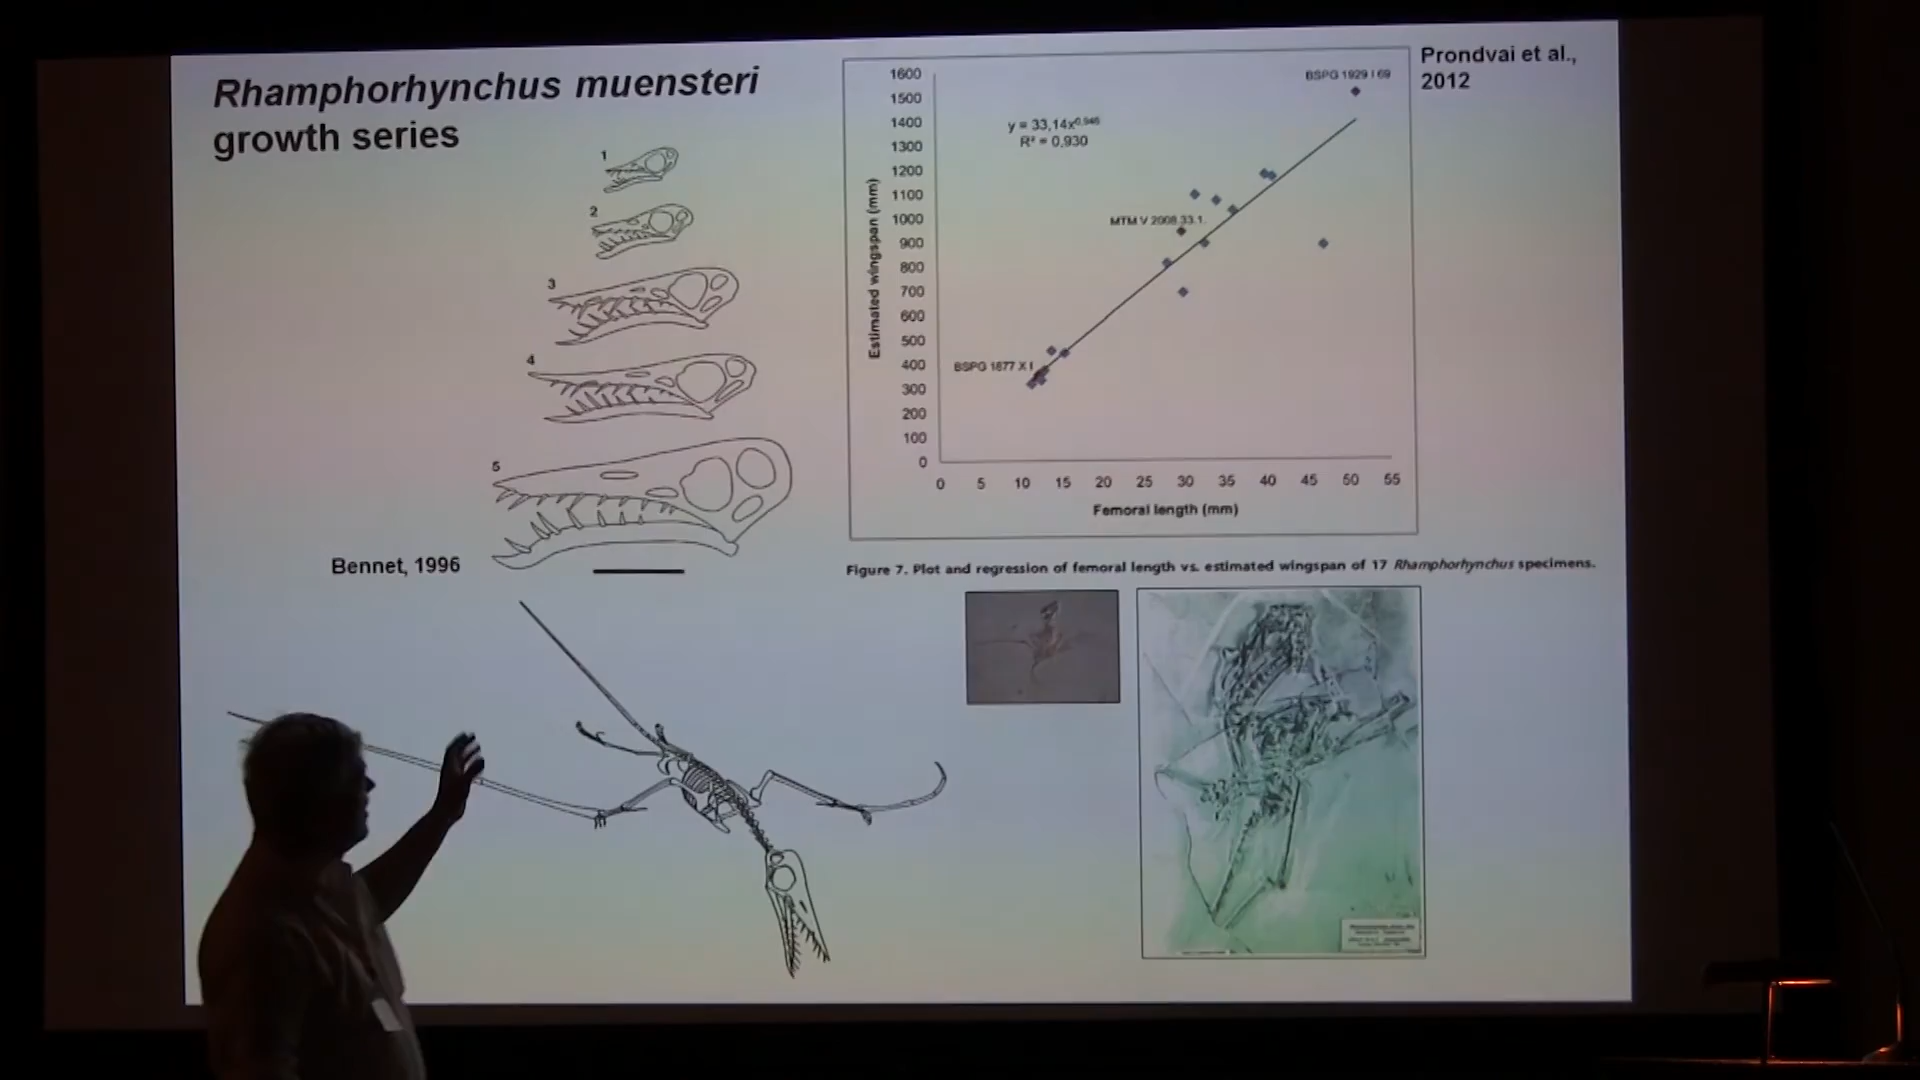 Rhamphorhynchus muensteri
growth series
1
2
3
4
5
Bennet, 1996
Prondvai et al.,
2012
1600
1500
1400
1300
1200
1100
1000
900
800
700
600
500
400
300
200
100
0
Estimated wingspan (mm)
y = 33,14x^0,946
R² = 0,930
BSPG 1929 I 69
MTM V 2008.33.1.
BSPG 1877 X I
0 5 10 15 20 25 30 35 40 45 50 55
Femoral length (mm)
Figure 7. Plot and regression of femoral length vs. estimated wingspan of 17 Rhamphorhynchus specimens.